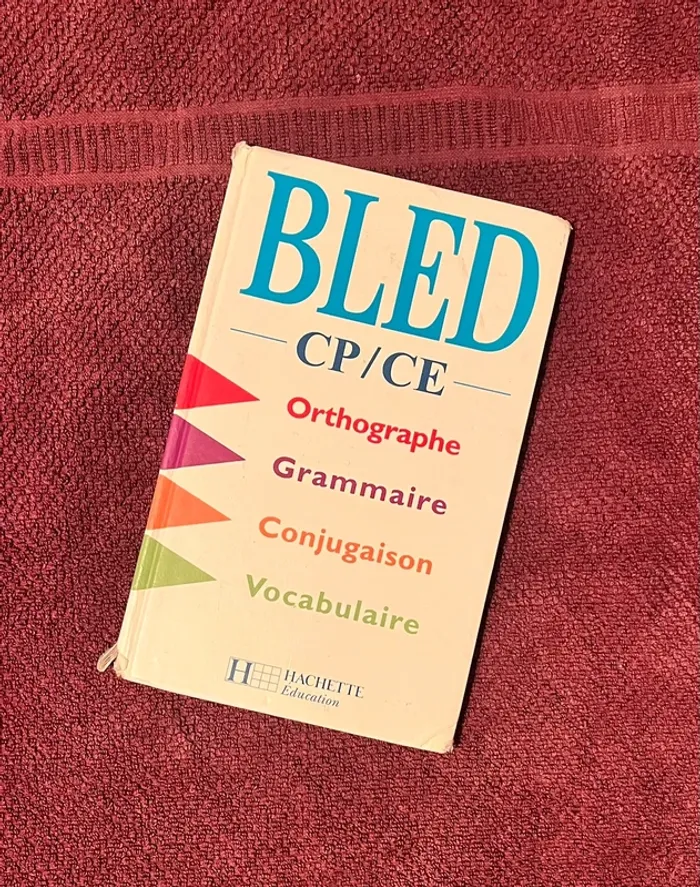 BLED
CP/CE
Orthographe
Grammaire
Conjugaison
Vocabulaire
H HACHETTE
Education